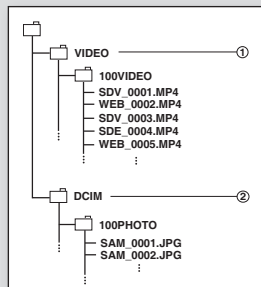 VIDEO ①
100VIDEO
SDV_0001.MP4
WEB_0002.MP4
SDV_0003.MP4
SDE_0004.MP4
WEB_0005.MP4
DCIM ②
100PHOTO
SAM_0001.JPG
SAM_0002.JPG